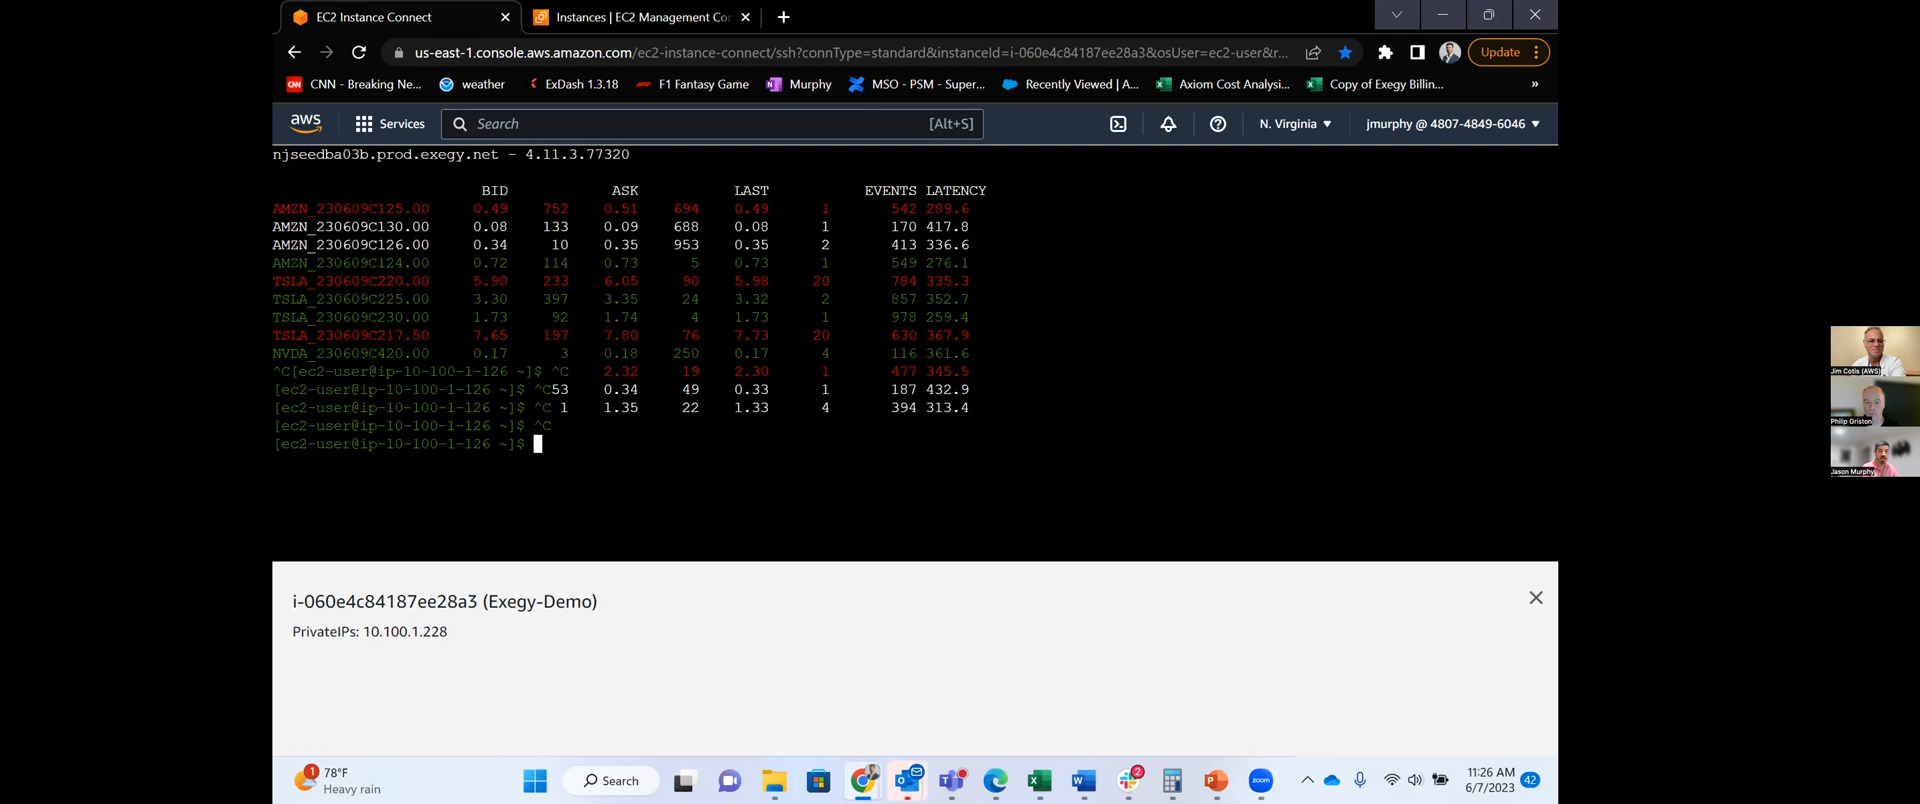 EC2 Instance Connect
Instances | EC2 Management Co
us-east-1.console.aws.amazon.com/ec2-instance-connect/ssh?connType=standard&instanceId=i-060e4c84187ee28a3&osUser=ec2-user&r...
Update
CNN - Breaking Ne... weather ExDash 1.3.18 F1 Fantasy Game Murphy MSO - PSM - Super... Recently Viewed | A... Axiom Cost Analysi... Copy of Exegy Billin... »
aws Services Search [Alt+S] N. Virginia jmurphy @ 4807-4849-6046
njseedba03b.prod.exegy.net - 4.11.3.77320
BID ASK LAST EVENTS LATENCY
AMZN_230609C125.00 0.49 752 0.51 694 0.49 1 542 289.6
AMZN_230609C130.00 0.08 133 0.09 688 0.08 1 170 417.8
AMZN_230609C126.00 0.34 10 0.35 953 0.35 2 413 336.6
AMZN_230609C124.00 0.72 114 0.73 5 0.73 1 549 276.1
TSLA_230609C220.00 5.90 233 6.05 90 5.98 20 784 335.3
TSLA_230609C225.00 3.30 397 3.35 24 3.32 2 857 352.7
TSLA_230609C230.00 1.73 92 1.74 4 1.73 1 978 259.4
TSLA_230609C217.50 7.65 197 7.80 76 7.73 20 630 367.9
NVDA_230609C420.00 0.17 3 0.18 250 0.17 4 116 361.6
^C[ec2-user@ip-10-100-1-126 ~]$ ^C 2.32 19 2.30 1 477 345.5
[ec2-user@ip-10-100-1-126 ~]$ ^C53 0.34 49 0.33 1 187 432.9
[ec2-user@ip-10-100-1-126 ~]$ ^C 1 1.35 22 1.33 4 394 313.4
[ec2-user@ip-10-100-1-126 ~]$ ^C
[ec2-user@ip-10-100-1-126 ~]$
Jim Cotis (AWS)
Philip Griston
Jason Murphy
i-060e4c84187ee28a3 (Exegy-Demo)
PrivateIPs: 10.100.1.228
1 78°F
Heavy rain
Search
2
zoom
11:26 AM
6/7/2023
42